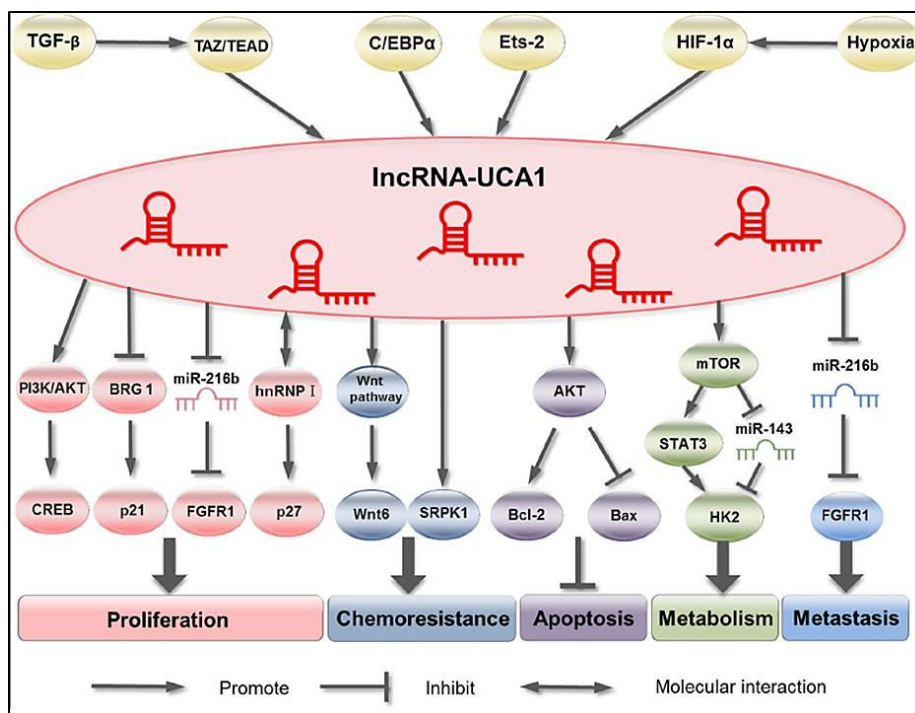 TGF-β
TAZ/TEAD
C/EBPα
Ets-2
HIF-1α
Hypoxia
lncRNA-UCA1
PI3K/AKT
BRG 1
miR-216b
hnRNP I
Wnt
pathway
AKT
mTOR
miR-216b
STAT3
miR-143
CREB
p21
FGFR1
p27
Wnt6
SRPK1
Bcl-2
Bax
HK2
FGFR1
Proliferation
Chemoresistance
Apoptosis
Metabolism
Metastasis
Promote
Inhibit
Molecular interaction